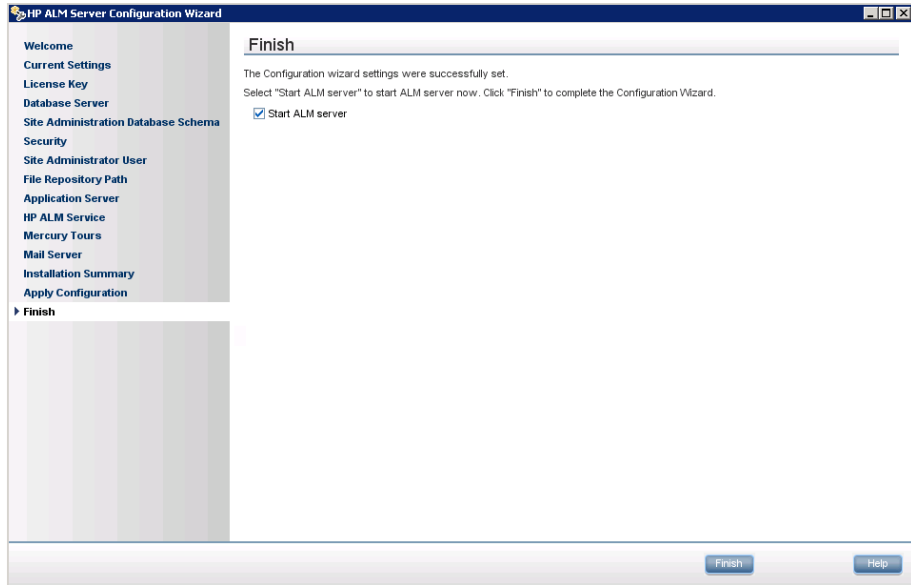 HP ALM Server Configuration Wizard
Welcome
Current Settings
License Key
Database Server
Site Administration Database Schema
Security
Site Administrator User
File Repository Path
Application Server
HP ALM Service
Mercury Tours
Mail Server
Installation Summary
Apply Configuration
Finish
Finish
The Configuration wizard settings were successfully set.
Select "Start ALM server" to start ALM server now. Click "Finish" to complete the Configuration Wizard.
Start ALM server
Finish
Help